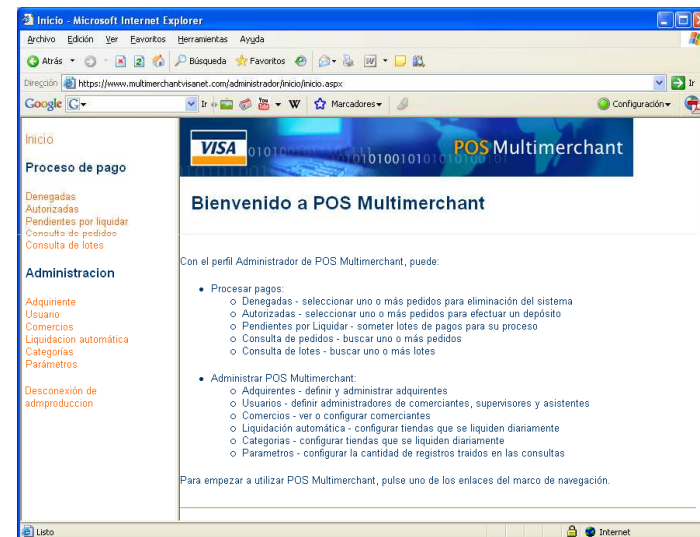 Inicio - Microsoft Internet Explorer
Archivo Edición Ver Favoritos Herramientas Ayuda
Atrás Búsqueda Favoritos
Dirección https://www.multimerchantvisanet.com/administrador/inicio/inicio.aspx Ir
Google G Ir You W Marcadores Configuración
Inicio
Proceso de pago
Denegadas
Autorizadas
Pendientes por liquidar
Consulta de pedidos
Consulta de lotes
Administracion
Adquiriente
Usuario
Comercios
Liquidacion automática
Categorías
Parámetros
Desconexión de
admproduccion
VISA POS Multimerchant
Bienvenido a POS Multimerchant
Con el perfil Administrador de POS Multimerchant, puede:
Procesar pagos:
Denegadas - seleccionar uno o más pedidos para eliminación del sistema
Autorizadas - seleccionar uno o más pedidos para efectuar un depósito
Pendientes por Liquidar - someter lotes de pagos para su proceso
Consulta de pedidos - buscar uno o más pedidos
Consulta de lotes - buscar uno o más lotes
Administrar POS Multimerchant:
Adquirentes - definir y administrar adquirentes
Usuarios - definir administradores de comerciantes, supervisores y asistentes
Comercios - ver o configurar comerciantes
Liquidación automática - configurar tiendas que se liquiden diariamente
Categorias - configurar tiendas que se liquiden diariamente
Parametros - configurar la cantidad de registros traidos en las consultas
Para empezar a utilizar POS Multimerchant, pulse uno de los enlaces del marco de navegación.
Listo Internet